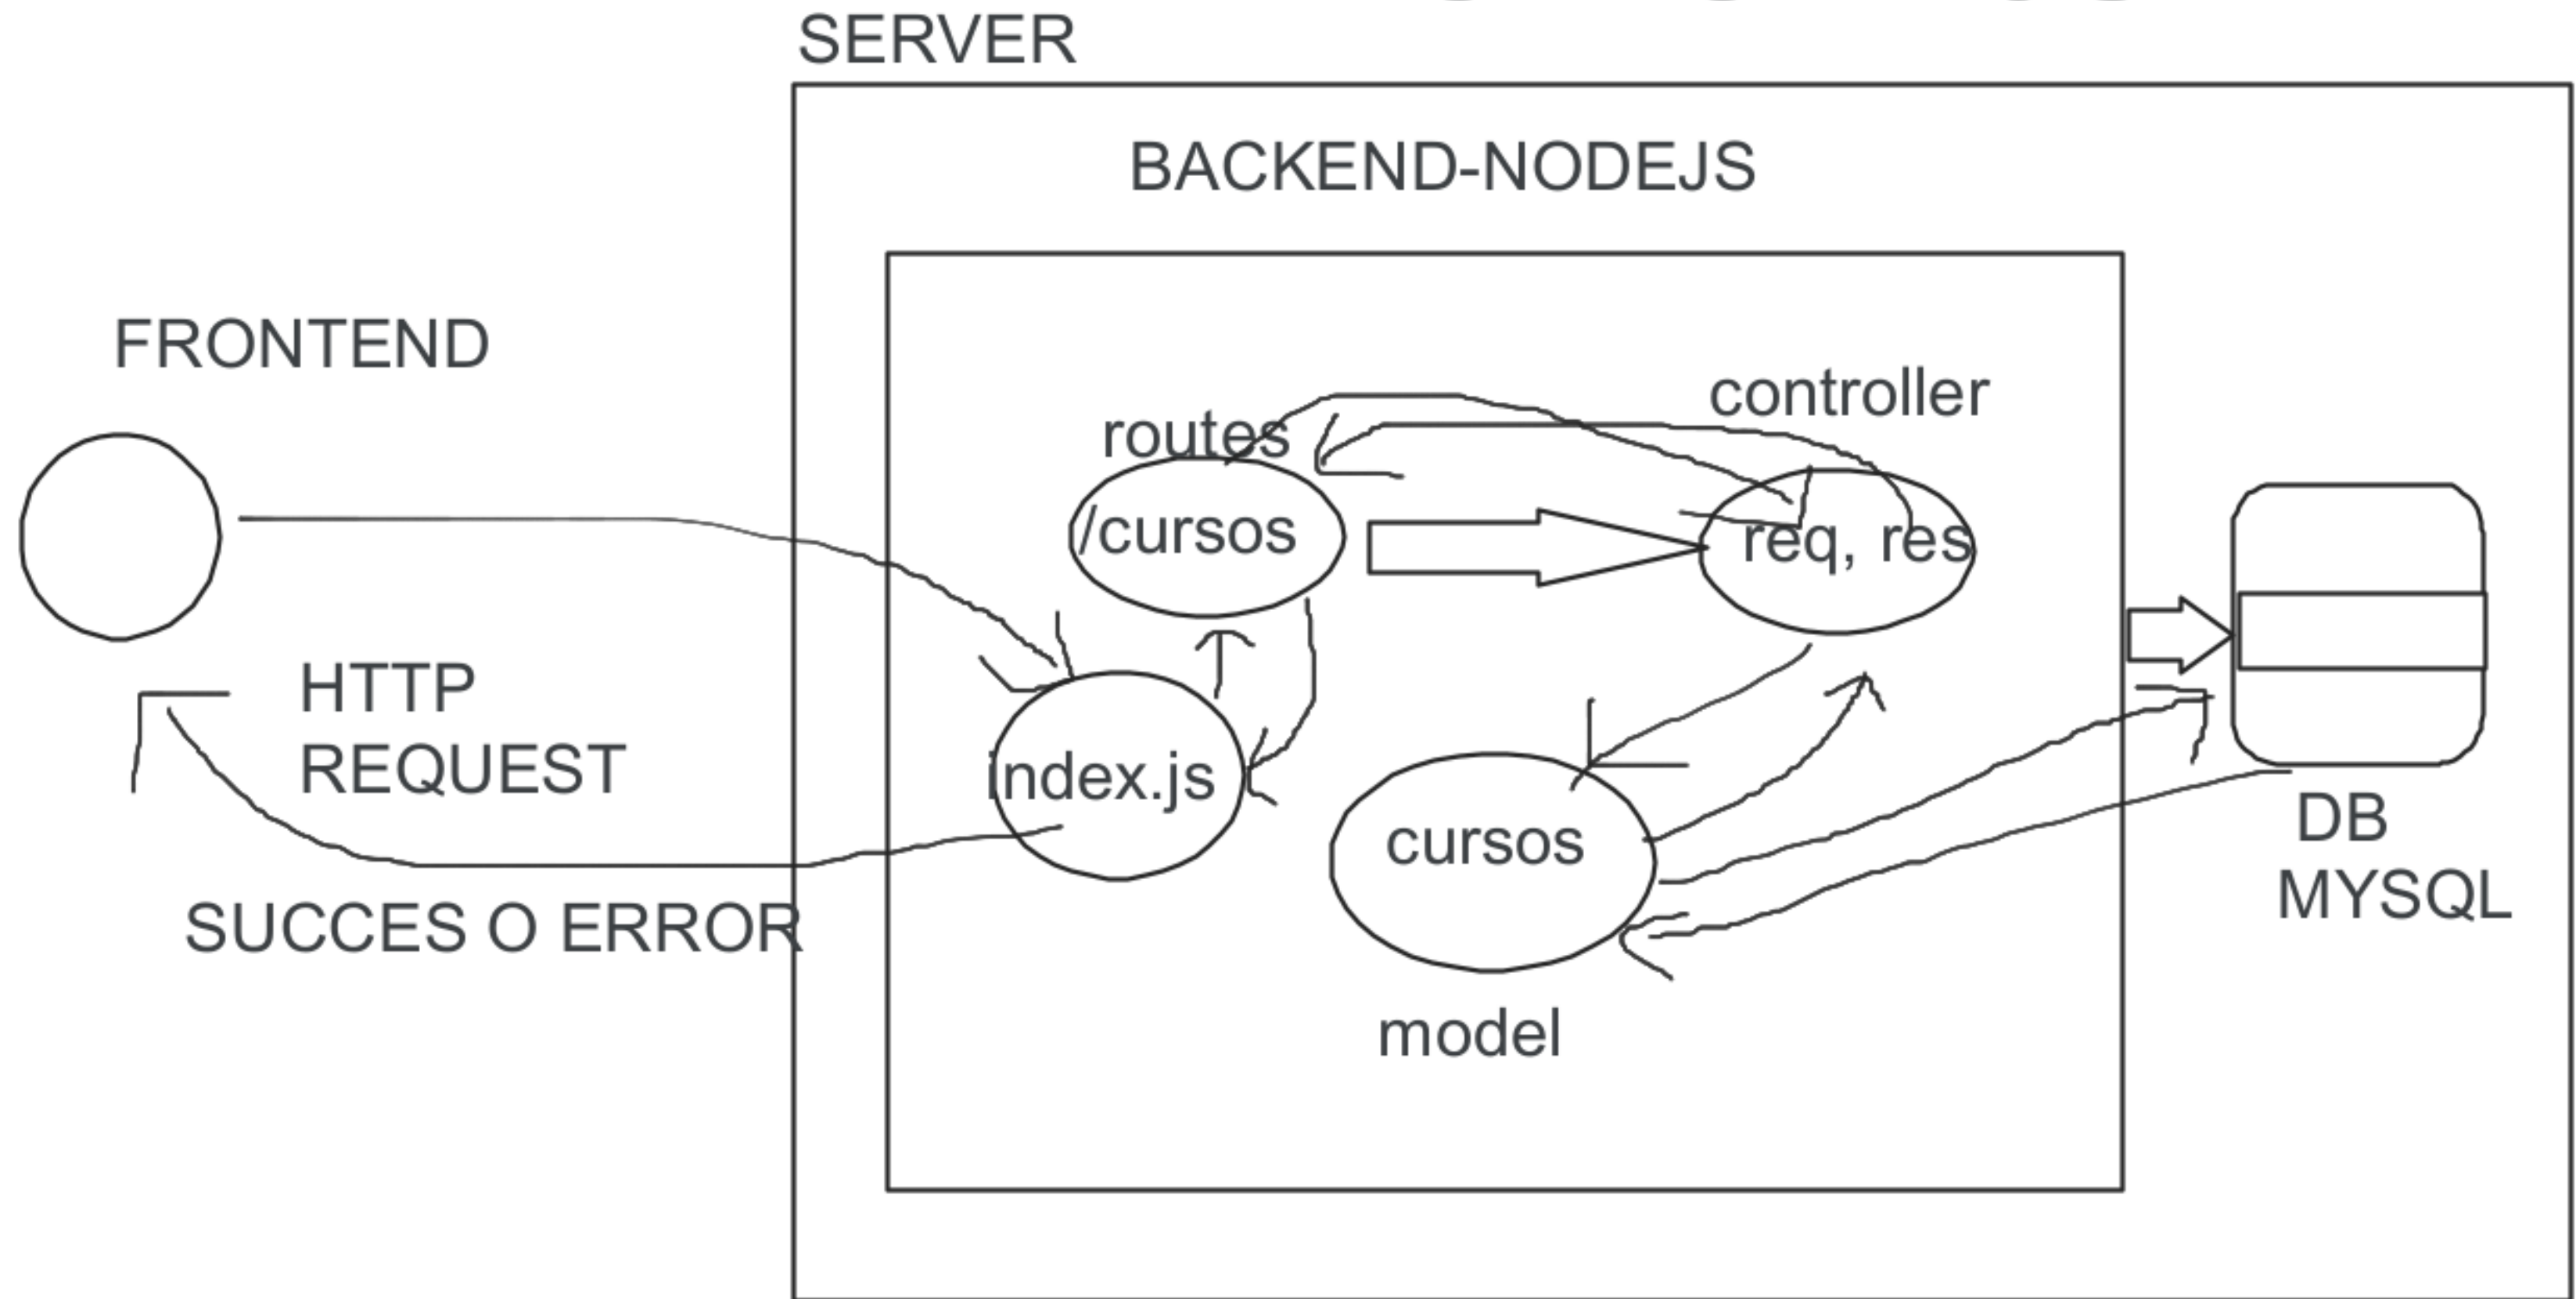 SERVER
BACKEND-NODEJS
FRONTEND
controller
routes
/cursos
req, res
HTTP
REQUEST
index.js
cursos
DB
MYSQL
SUCCES O ERROR
model